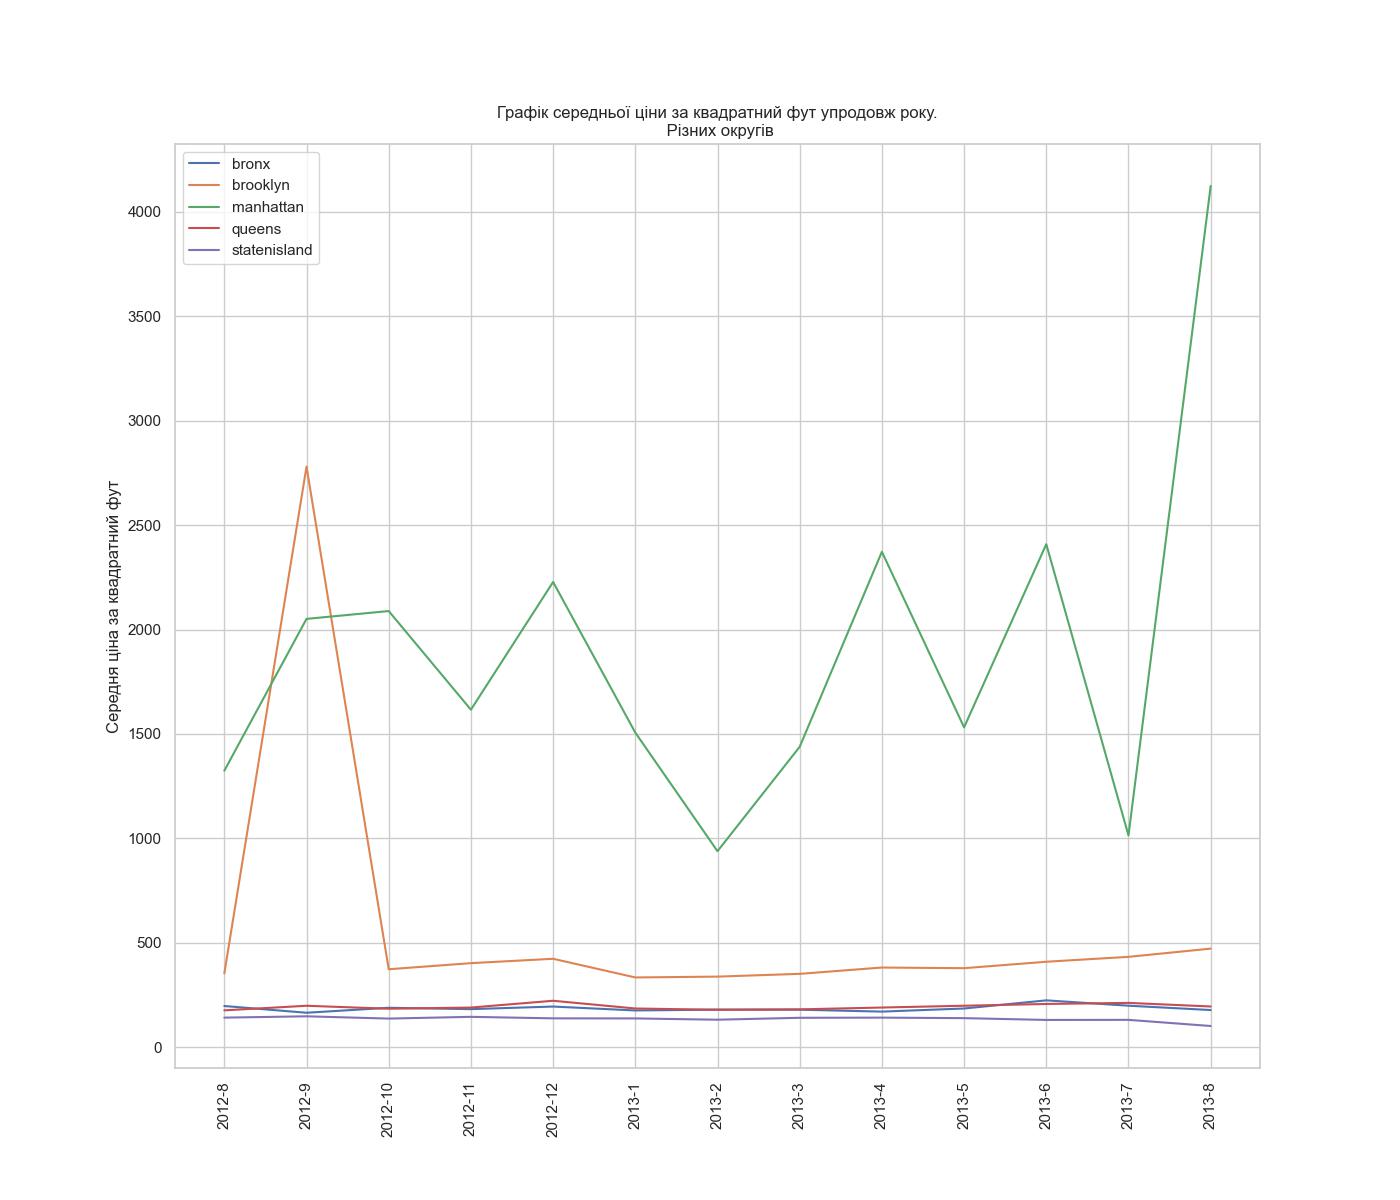 Графік середньої ціни за квадратний фут упродовж року.
Різних округів
bronx
brooklyn
manhattan
queens
statenisland
Середня ціна за квадратний фут
4000
3500
3000
2500
2000
1500
1000
500
0
2012-8
2012-9
2012-10
2012-11
2012-12
2013-1
2013-2
2013-3
2013-4
2013-5
2013-6
2013-7
2013-8